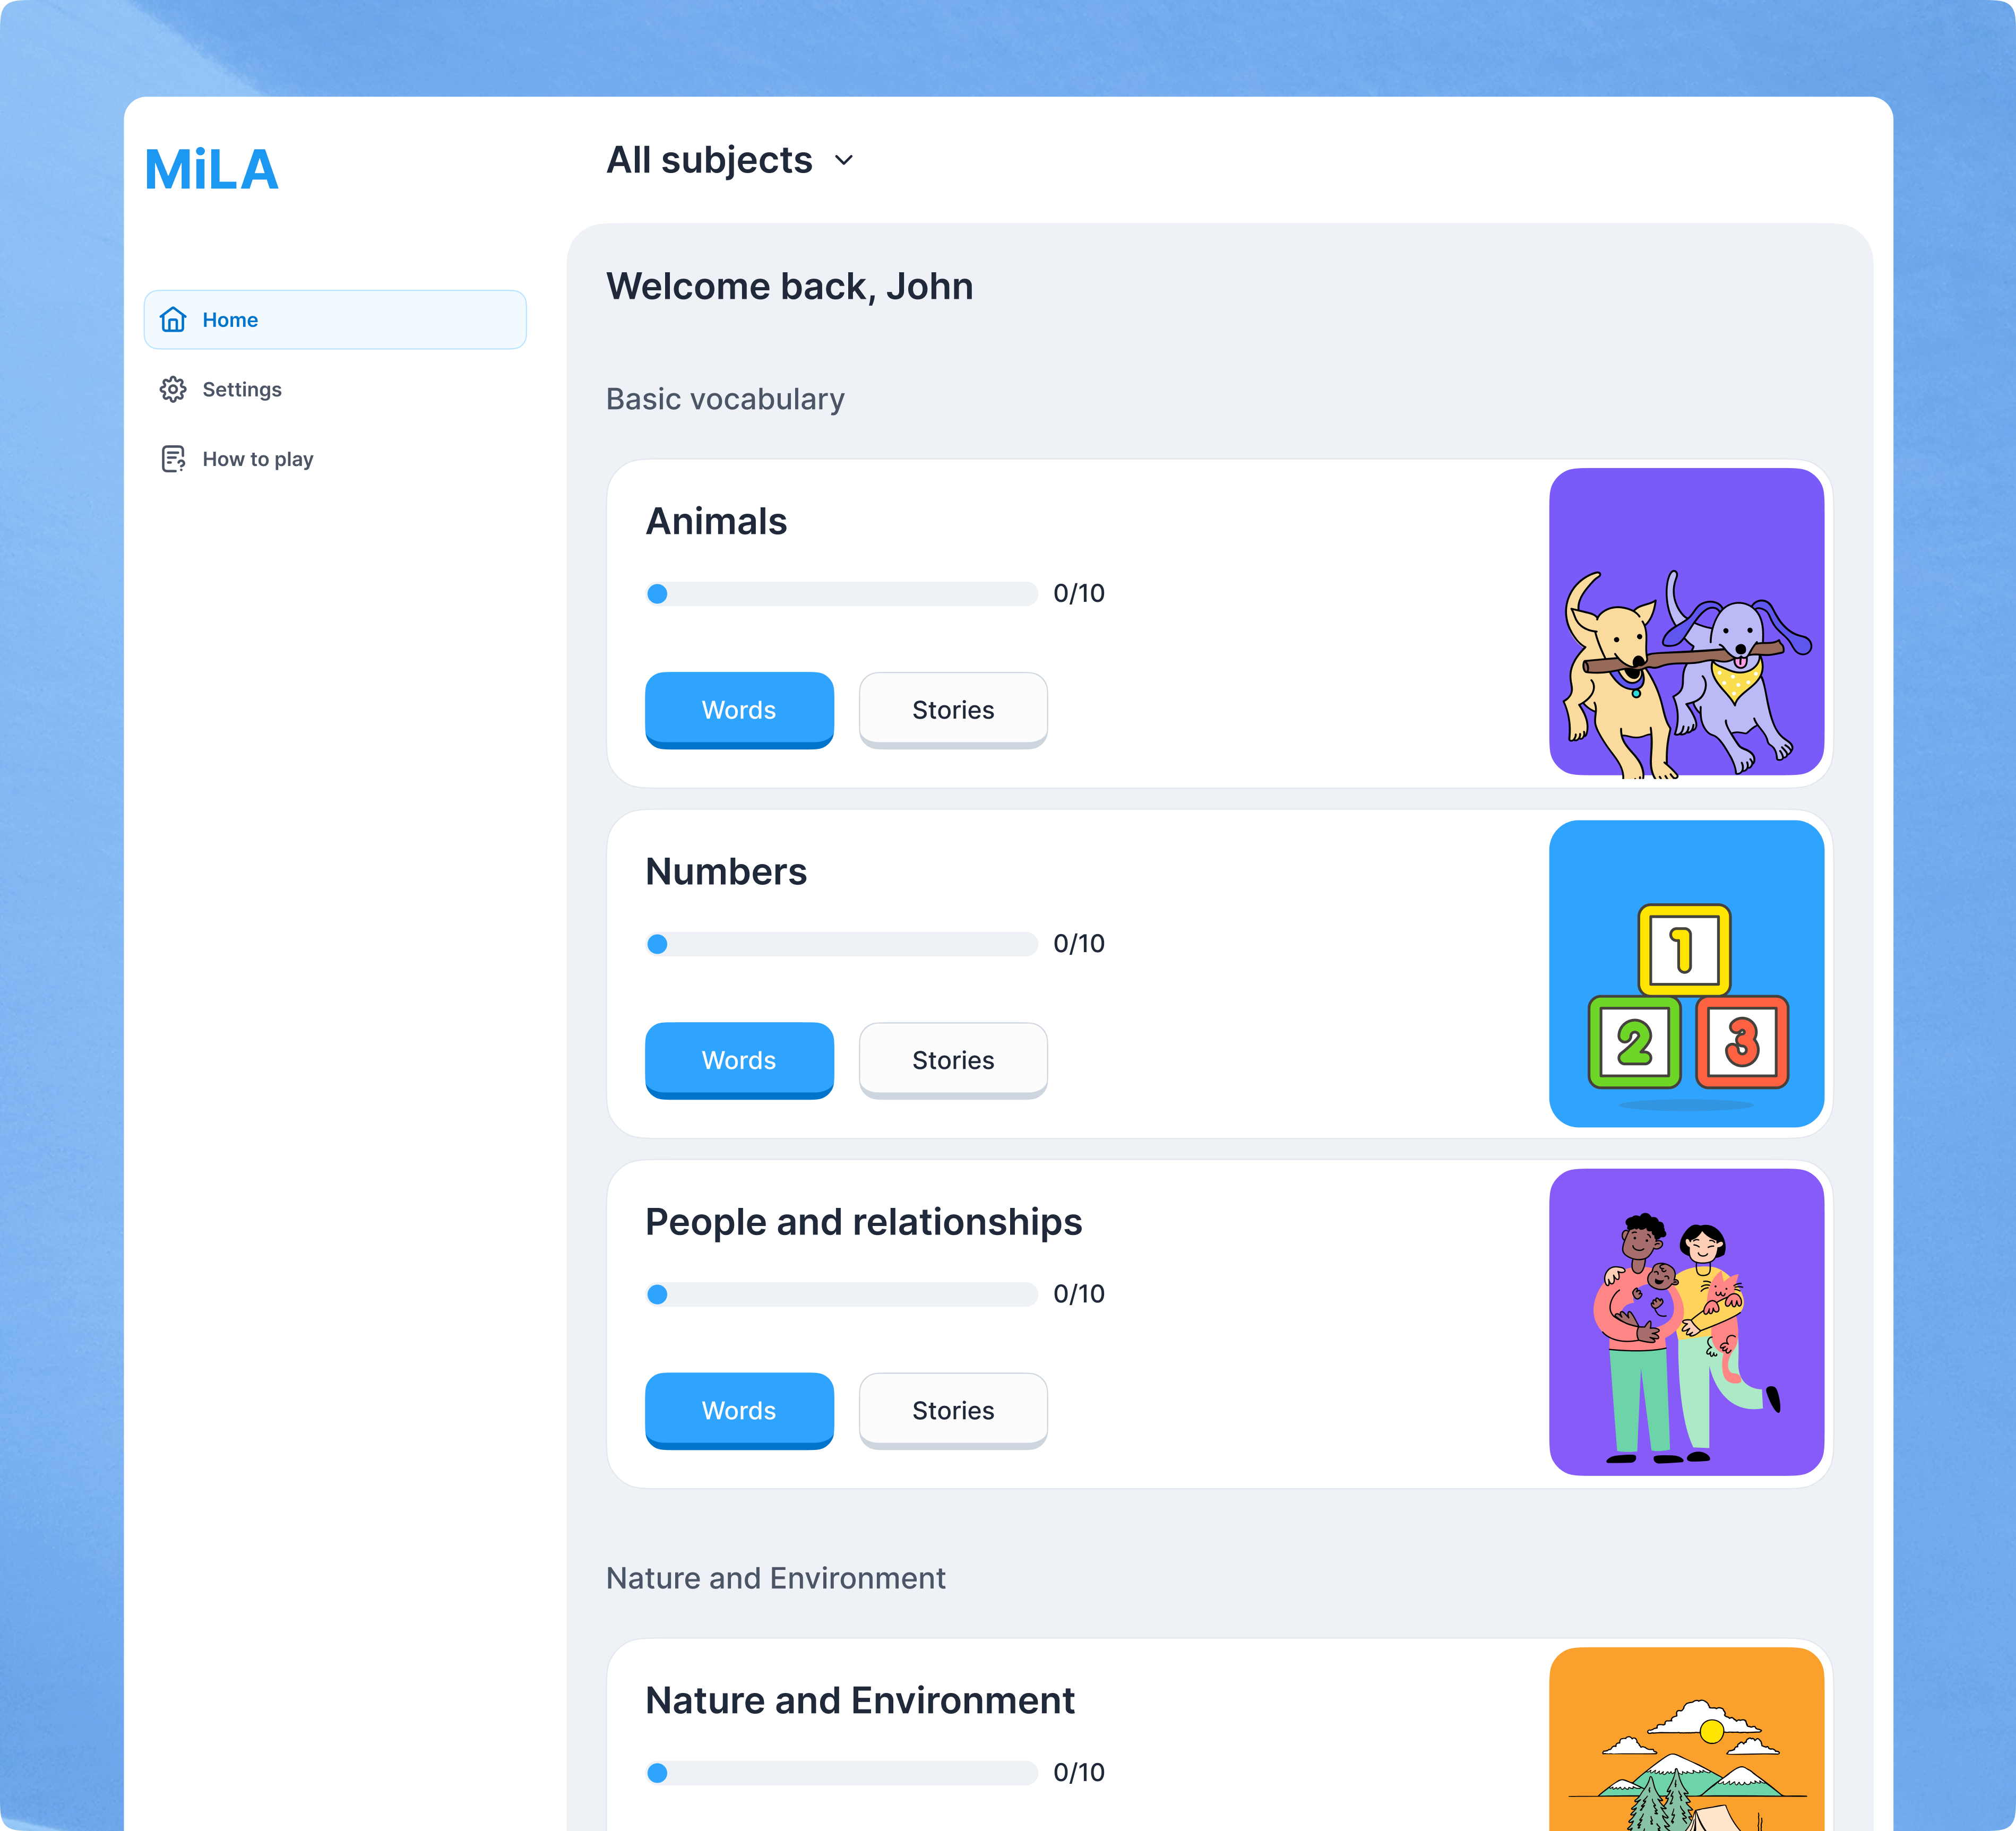 MiLA
All subjects
Home
Settings
How to play
Welcome back, John
Basic vocabulary
Animals
0/10
Words
Stories
Numbers
0/10
Words
Stories
1
2
3
People and relationships
0/10
Words
Stories
Nature and Environment
Nature and Environment
0/10